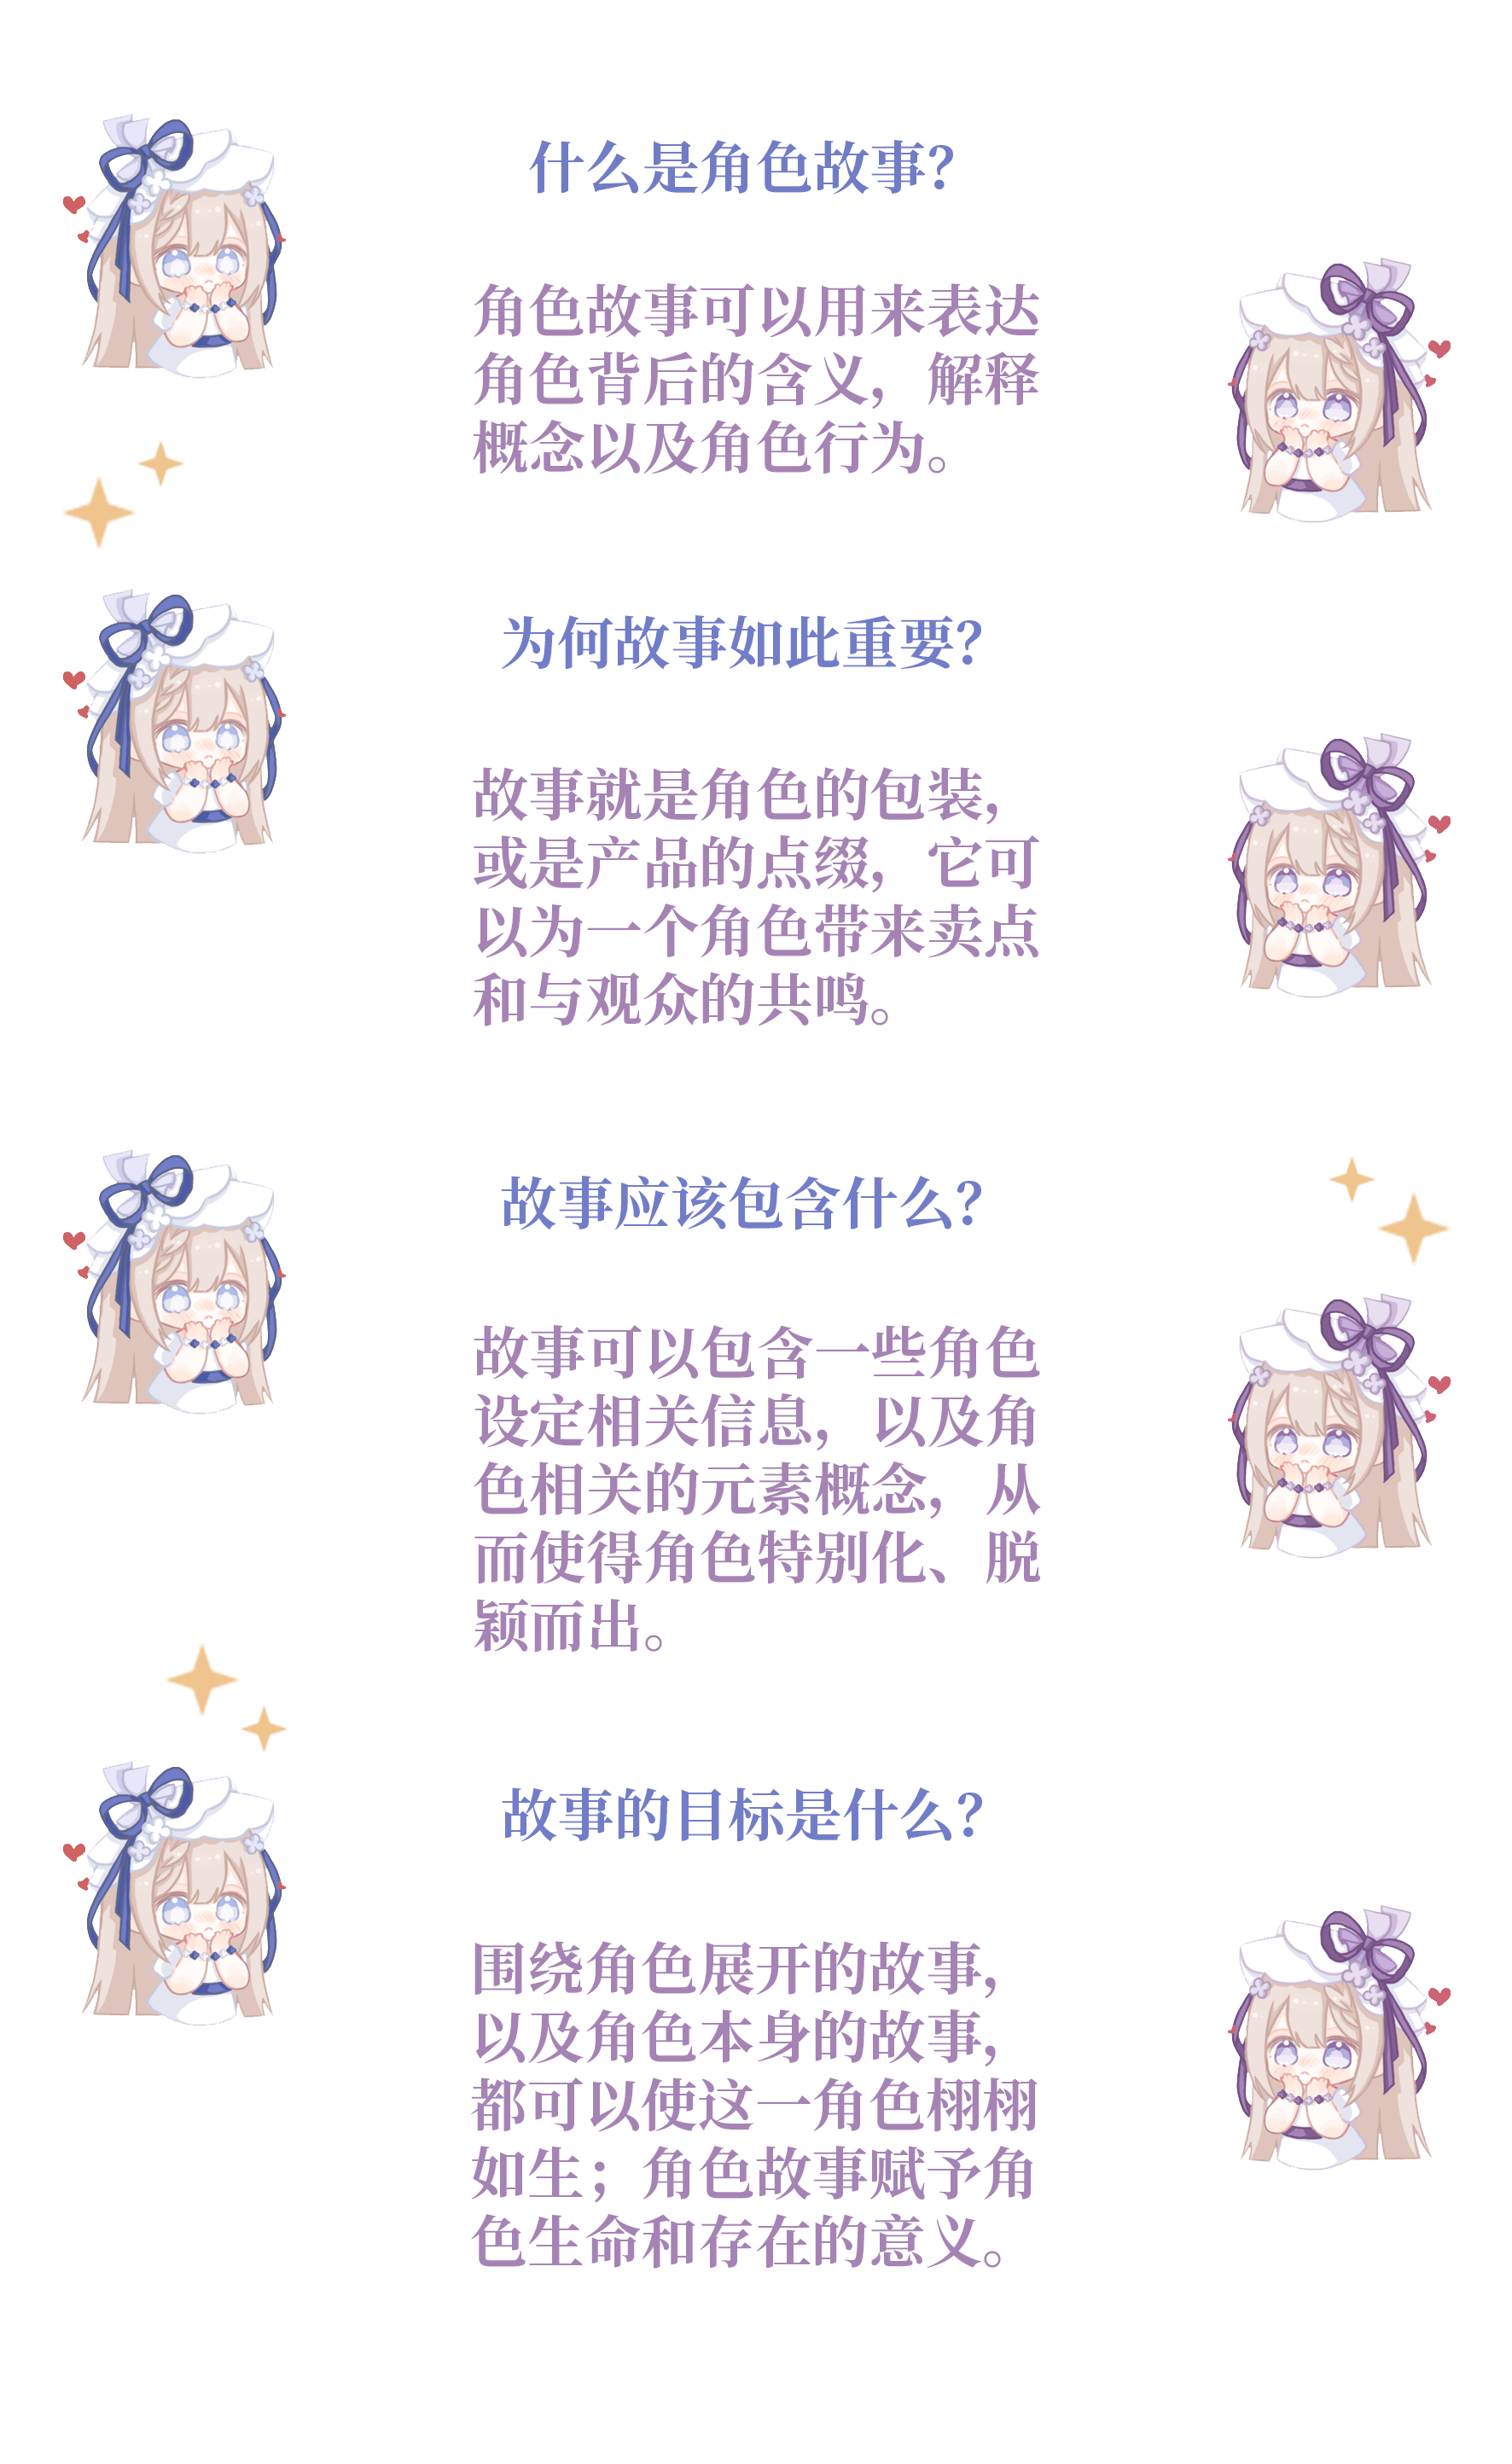 什么是角色故事？
角色故事可以用来表达
角色背后的含义，解释
概念以及角色行为。
为何故事如此重要？
故事就是角色的包装，
或是产品的点缀，它可
以为一个角色带来卖点
和与观众的共鸣。
故事应该包含什么？
故事可以包含一些角色
设定相关信息，以及角
色相关的元素概念，从
而使得角色特别化、脱
颖而出。
故事的目标是什么？
围绕角色展开的故事，
以及角色本身的故事，
都可以使这一角色栩栩
如生；角色故事赋予角
色生命和存在的意义。